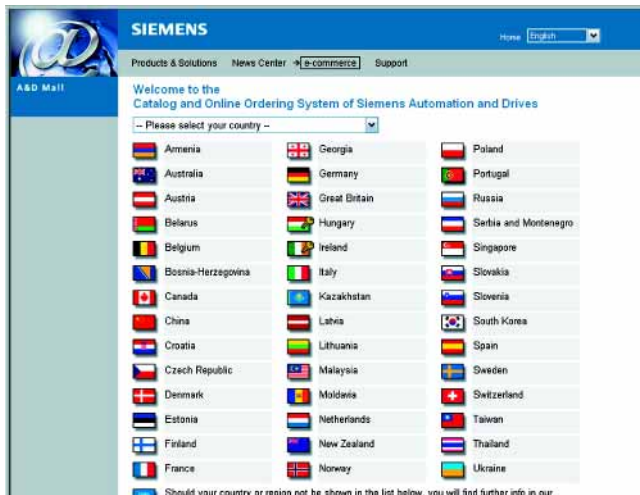 SIEMENS
Home English
Products & Solutions News Center e-commerce Support
A&D Mall
Welcome to the
Catalog and Online Ordering System of Siemens Automation and Drives
-- Please select your country --
Armenia Georgia Poland
Australia Germany Portugal
Austria Great Britain Russia
Belarus Hungary Serbia and Montenegro
Belgium Ireland Singapore
Bosnia-Herzegovina Italy Slovakia
Canada Kazakhstan Slovenia
China Latvia South Korea
Croatia Lithuania Spain
Czech Republic Malaysia Sweden
Denmark Moldavia Switzerland
Estonia Netherlands Taiwan
Finland New Zealand Thailand
France Norway Ukraine
Should your country or region not be shown in the list below, you will find further info in our